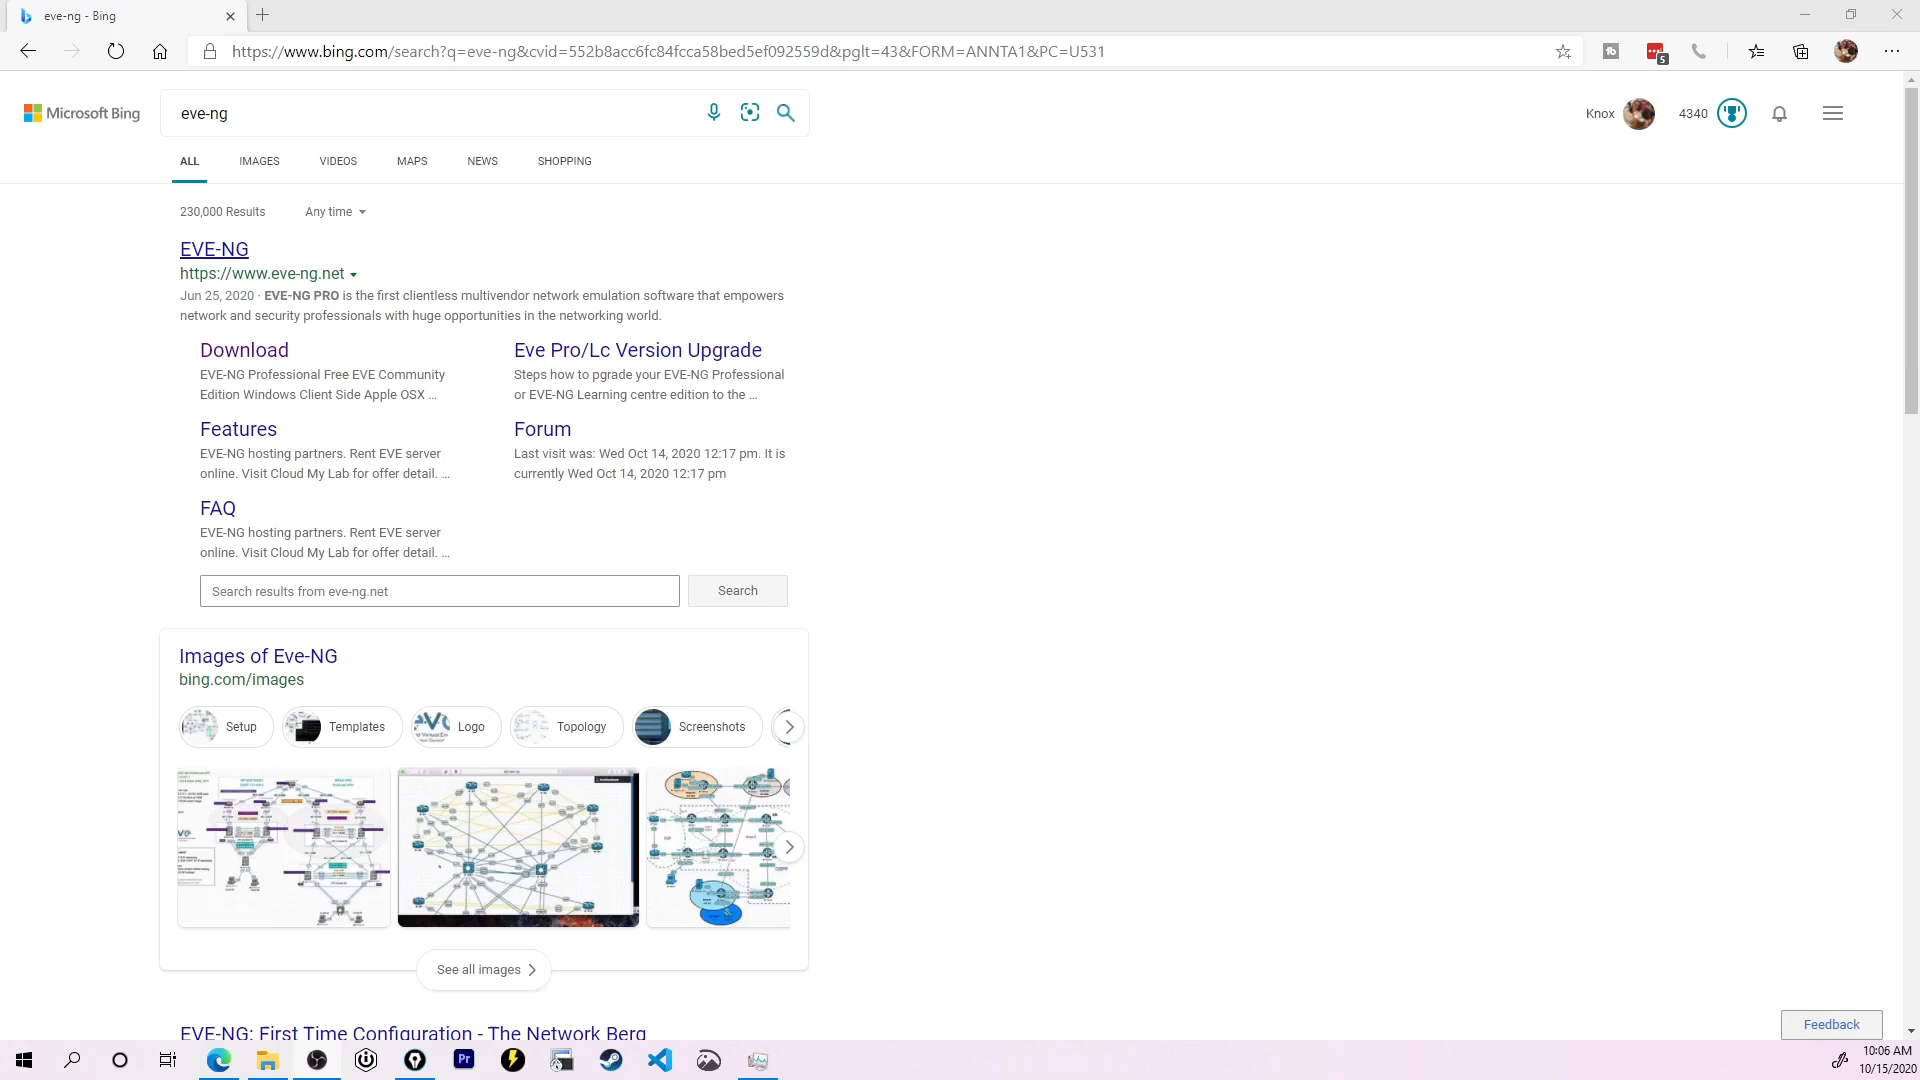 eve-ng - Bing
https://www.bing.com/search?q=eve-ng&cvid=552b8acc6fc84fcca58bed5ef092559d&pglt=43&FORM=ANNTA1&PC=U531
5
Microsoft Bing
eve-ng
Knox
4340
ALL IMAGES VIDEOS MAPS NEWS SHOPPING
230,000 Results Any time
EVE-NG
https://www.eve-ng.net
Jun 25, 2020 · EVE-NG PRO is the first clientless multivendor network emulation software that empowers
network and security professionals with huge opportunities in the networking world.
Download
EVE-NG Professional Free EVE Community
Edition Windows Client Side Apple OSX ...
Eve Pro/Lc Version Upgrade
Steps how to pgrade your EVE-NG Professional
or EVE-NG Learning centre edition to the ...
Features
EVE-NG hosting partners. Rent EVE server
online. Visit Cloud My Lab for offer detail. ...
Forum
Last visit was: Wed Oct 14, 2020 12:17 pm. It is
currently Wed Oct 14, 2020 12:17 pm
FAQ
EVE-NG hosting partners. Rent EVE server
online. Visit Cloud My Lab for offer detail. ...
Search results from eve-ng.net
Search
Images of Eve-NG
bing.com/images
Setup Templates Logo Topology Screenshots
See all images
EVE-NG: First Time Configuration - The Network Berg
Feedback
Pr
10:06 AM
10/15/2020